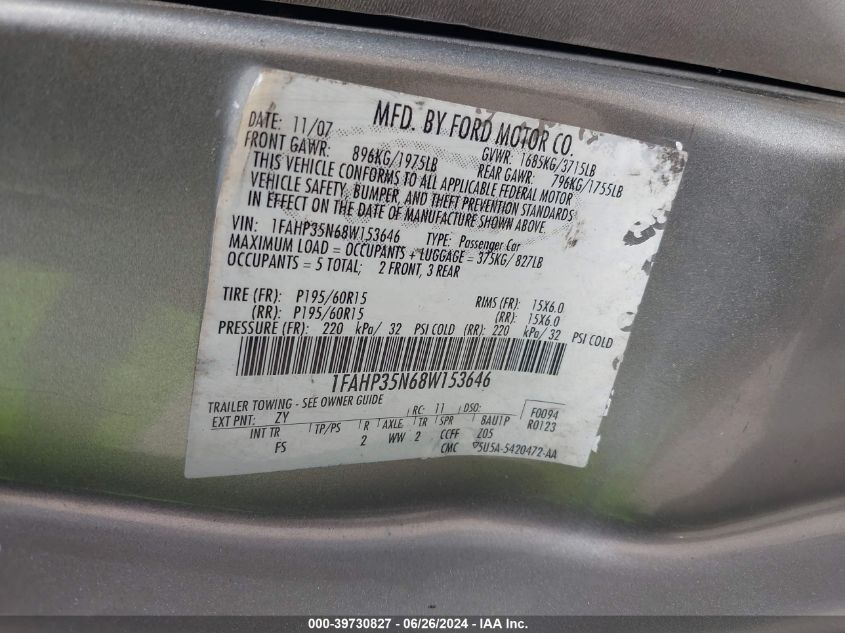 MFD. BY FORD MOTOR CO.
DATE: 11/07 GVWR: 1685KG/3715LB
FRONT GAWR: 896KG/1975LB REAR GAWR: 796KG/1755LB
THIS VEHICLE CONFORMS TO ALL APPLICABLE FEDERAL MOTOR
VEHICLE SAFETY, BUMPER, AND THEFT PREVENTION STANDARDS
IN EFFECT ON THE DATE OF MANUFACTURE SHOWN ABOVE.
VIN: 1FAHP35N68W153646 TYPE: Passenger Car
MAXIMUM LOAD = OCCUPANTS + LUGGAGE = 375KG/827LB
OCCUPANTS = 5 TOTAL; 2 FRONT, 3 REAR
TIRE (FR): P195/60R15 RIMS (FR): 15X6.0
(RR): P195/60R15 (RR): 15X6.0
PRESSURE (FR): 220 kPa/ 32 PSI COLD (RR): 220 kPa/ 32 PSI COLD
1FAHP35N68W153646
TRAILER TOWING - SEE OWNER GUIDE
EXT PNT: ZY RC: 11 DSO: F0094
INT TR TP/PS R AXLE TR SPR BAU1P R0123
FS 2 WW 2 CCFF Z05
CMC 5U5A-5420472-AA
000-39730827 - 06/26/2024 - IAA Inc.